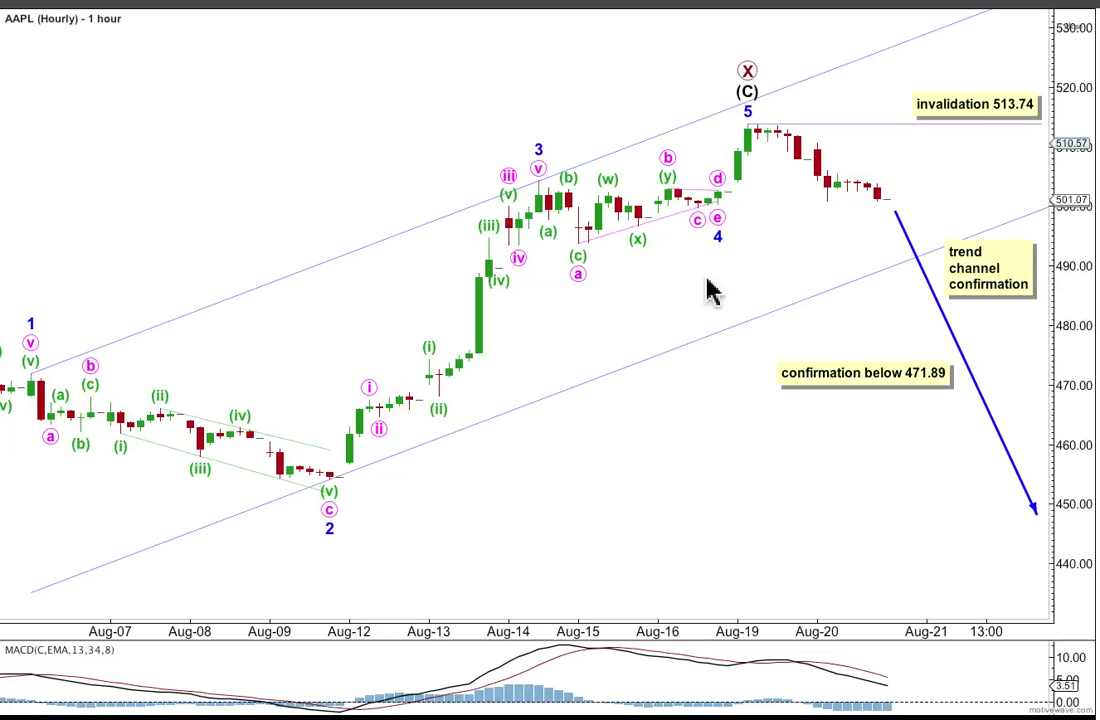 AAPL (Hourly) - 1 hour
530.00
X
(C)
5
520.00
invalidation 513.74
510.57
3
v
iii
(v)
(b)
(w)
b
(y)
d
501.07
(iii)
(a)
(x)
c
e
4
iv
(iv)
(c)
a
490.00
trend
channel
confirmation
480.00
1
v
(v)
(i)
confirmation below 471.89
470.00
b
(c)
(a)
(ii)
i
(ii)
ii
(iv)
a
(b)
(i)
460.00
(iii)
(v)
c
2
450.00
440.00
Aug-07 Aug-08 Aug-09 Aug-12 Aug-13 Aug-14 Aug-15 Aug-16 Aug-19 Aug-20 Aug-21 13:00
MACD(C,EMA,13,34,8)
10.00
3.51
0.00
motivewave.com